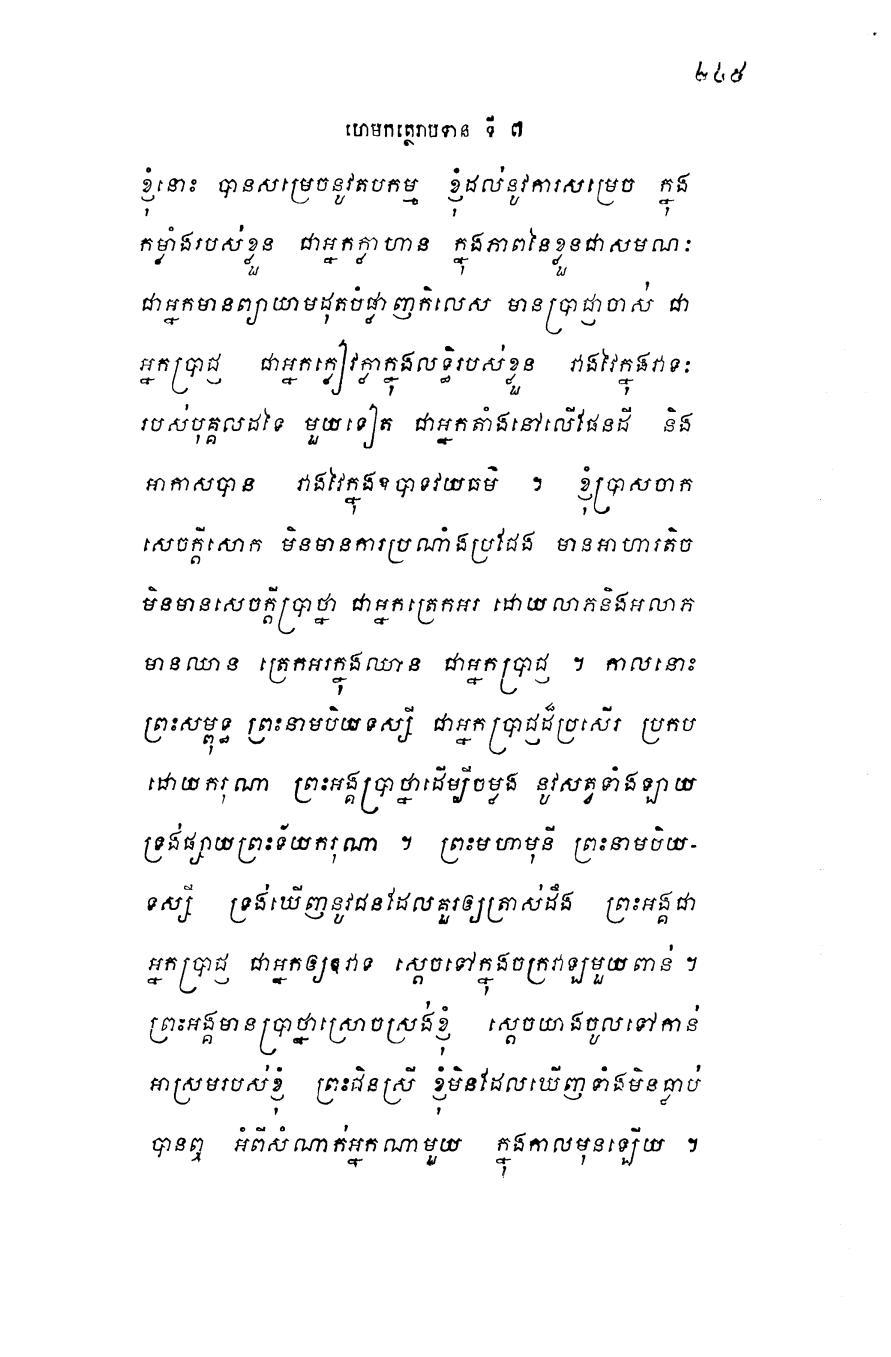 ២៤៥
ហេមកត្ថេរាបទាន ទី ៧
ខ្ញុំនោះ បានសម្រេចនូវតបកម្ម ខ្ញុំដល់នូវការសម្រេច ក្នុង
កម្លាំងរបស់ខ្លួន ជាអ្នកក្លាហាន ក្នុងភាពនៃខ្លួនជាសមណៈ
ជាអ្នកមានព្យាយាមដុតបំផ្លាញកិលេស មានប្រាជ្ញាចាស់ ជា
អ្នកប្រាជ្ញ ជាអ្នកក្លៀវក្លាក្នុងលទ្ធិរបស់ខ្លួន វាងវៃក្នុងវាទៈ
របស់បុគ្គលដទៃ មួយទៀត ជាអ្នកតាំងនៅលើផែនដី និង
អាកាសបាន វាងវៃក្នុងឧបាទវយធម៌ ។ ខ្ញុំប្រាសចាក
សេចក្តីសោក មិនមានការប្រណាំងប្រជែង មានអាហារតិច
មិនមានសេចក្តីប្រាថ្នា ជាអ្នកត្រេកអរ ដោយលាភនិងអលាភ
មានឈាន ត្រេកអរក្នុងឈាន ជាអ្នកប្រាជ្ញ ។ កាលនោះ
ព្រះសម្ពុទ្ធ ព្រះនាមបិយទស្សី ជាអ្នកប្រាជ្ញដ៏ប្រសើរ ប្រកប
ដោយករុណា ព្រះអង្គប្រាថ្នាដើម្បីចម្លង នូវសត្វទាំងឡាយ
ទ្រង់ផ្សាយព្រះទ័យករុណា ។ ព្រះមហាមុនី ព្រះនាមបិយ-
ទស្សី ទ្រង់ឃើញនូវជនដែលគួរឲ្យត្រាស់ដឹង ព្រះអង្គជា
អ្នកប្រាជ្ញ ជាអ្នកឲ្យឱវាទ ស្តេចទៅក្នុងចក្រវាឡមួយពាន់ ។
ព្រះអង្គមានប្រាថ្នាស្រោចស្រង់ខ្ញុំ ស្តេចយាងចូលទៅកាន់
អាស្រមរបស់ខ្ញុំ ព្រះជិនស្រី ខ្ញុំមិនដែលឃើញទាំងមិនធ្លាប់
បានឮ អំពីសំណាក់អ្នកណាមួយ ក្នុងកាលមុនឡើយ ។